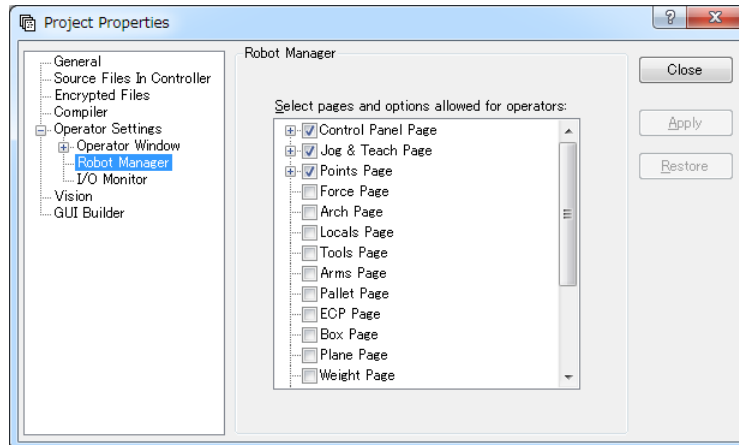 Project Properties
General
Source Files In Controller
Encrypted Files
Compiler
Operator Settings
Operator Window
Robot Manager
I/O Monitor
Vision
GUI Builder
Robot Manager
Select pages and options allowed for operators:
Control Panel Page
Jog & Teach Page
Points Page
Force Page
Arch Page
Locals Page
Tools Page
Arms Page
Pallet Page
ECP Page
Box Page
Plane Page
Weight Page
Close
Apply
Restore